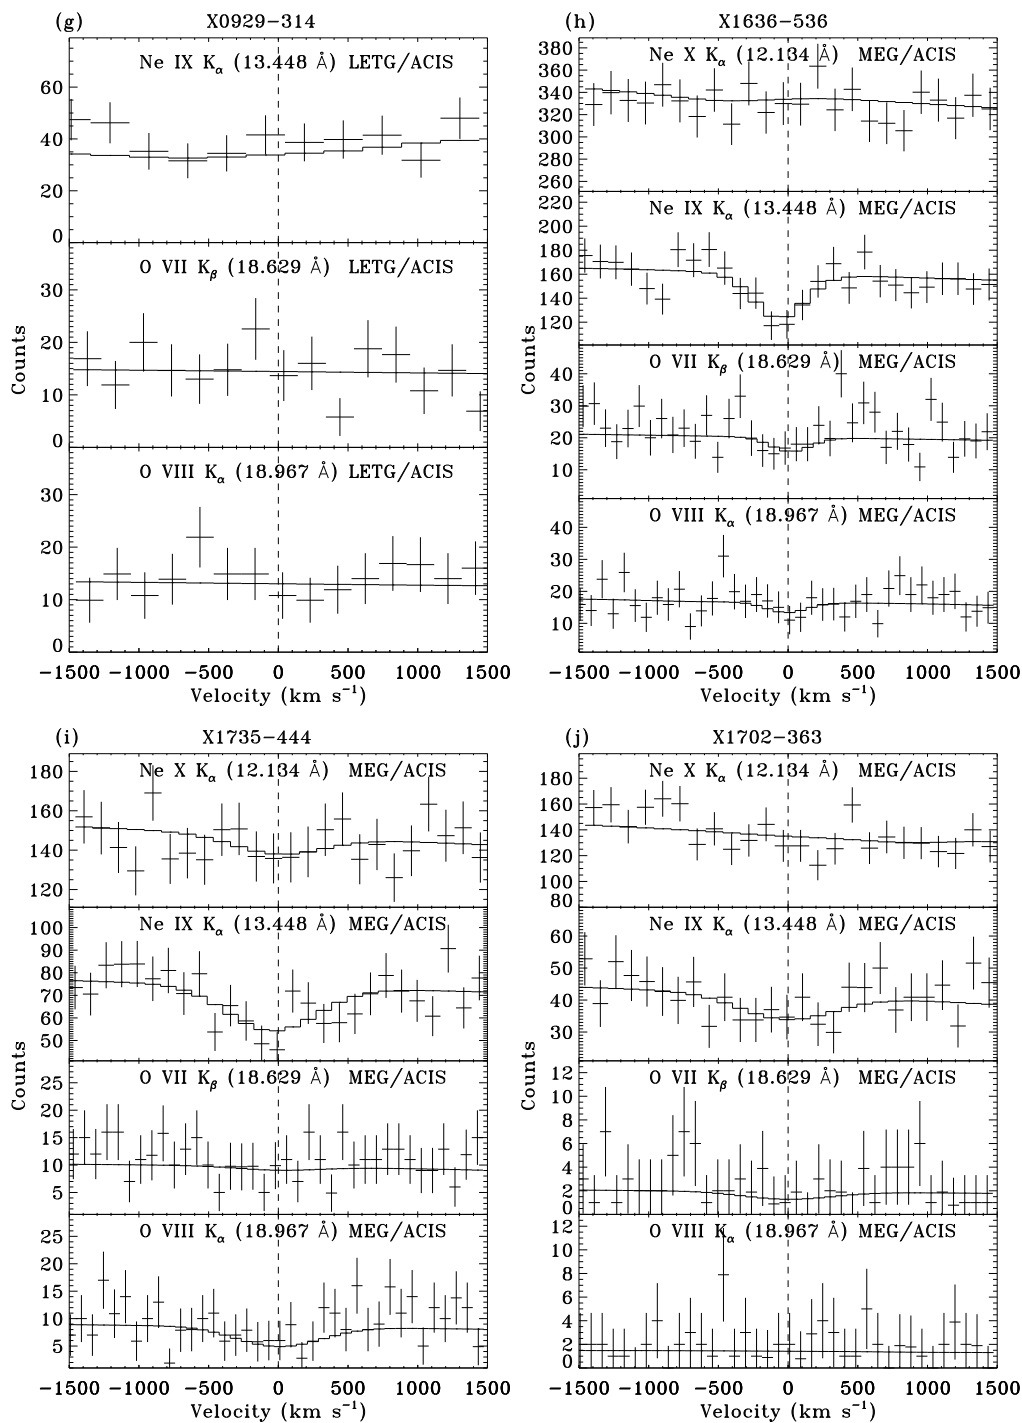 (g) X0929−314
Ne IX Kα (13.448 Å) LETG/ACIS
60
40
20
0
O VII Kβ (18.629 Å) LETG/ACIS
30
20
10
0
O VIII Kα (18.967 Å) LETG/ACIS
30
20
10
0
Counts
−1500 −1000 −500 0 500 1000 1500
Velocity (km s⁻¹)
(h) X1636−536
Ne X Kα (12.134 Å) MEG/ACIS
380
360
340
320
300
280
260
Ne IX Kα (13.448 Å) MEG/ACIS
220
200
180
160
140
120
O VII Kβ (18.629 Å) MEG/ACIS
40
30
20
10
O VIII Kα (18.967 Å) MEG/ACIS
40
30
20
10
Counts
−1500 −1000 −500 0 500 1000 1500
Velocity (km s⁻¹)
(i) X1735−444
Ne X Kα (12.134 Å) MEG/ACIS
180
160
140
120
Ne IX Kα (13.448 Å) MEG/ACIS
100
90
80
70
60
50
O VII Kβ (18.629 Å) MEG/ACIS
25
20
15
10
5
O VIII Kα (18.967 Å) MEG/ACIS
25
20
15
10
5
Counts
−1500 −1000 −500 0 500 1000 1500
Velocity (km s⁻¹)
(j) X1702−363
Ne X Kα (12.134 Å) MEG/ACIS
180
160
140
120
100
80
Ne IX Kα (13.448 Å) MEG/ACIS
60
50
40
30
O VII Kβ (18.629 Å) MEG/ACIS
12
10
8
6
4
2
0
O VIII Kα (18.967 Å) MEG/ACIS
12
10
8
6
4
2
0
Counts
−1500 −1000 −500 0 500 1000 1500
Velocity (km s⁻¹)